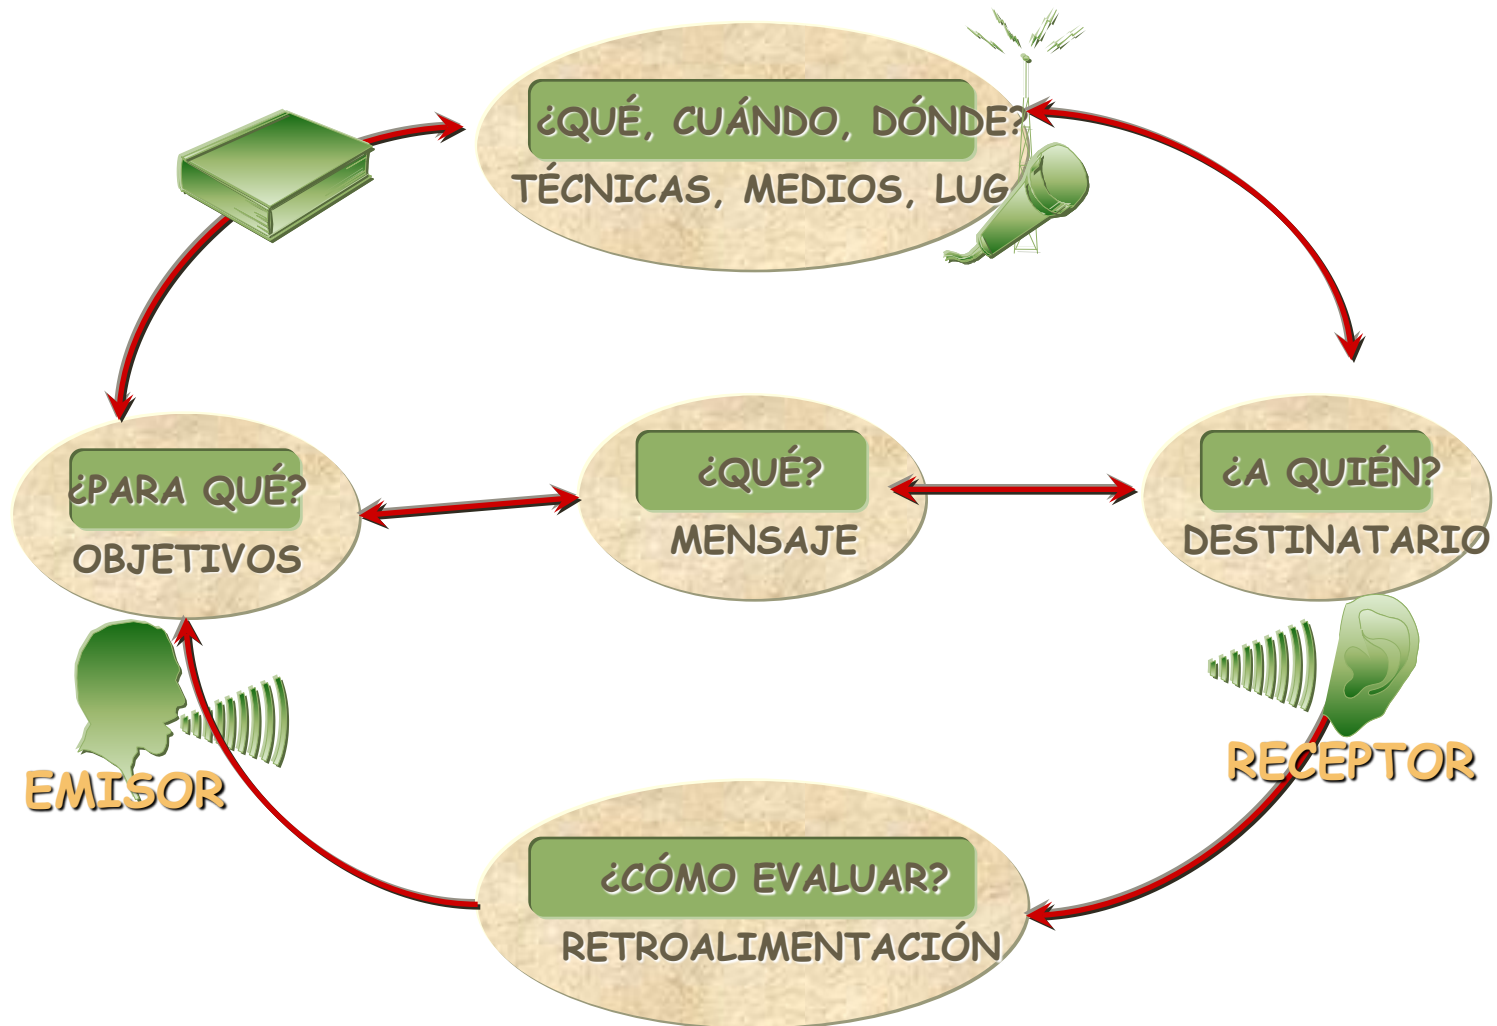 ¿QUÉ, CUÁNDO, DÓNDE?
TÉCNICAS, MEDIOS, LUG
¿PARA QUÉ?
OBJETIVOS
¿QUÉ?
MENSAJE
¿A QUIÉN?
DESTINATARIO
EMISOR
RECEPTOR
¿CÓMO EVALUAR?
RETROALIMENTACIÓN